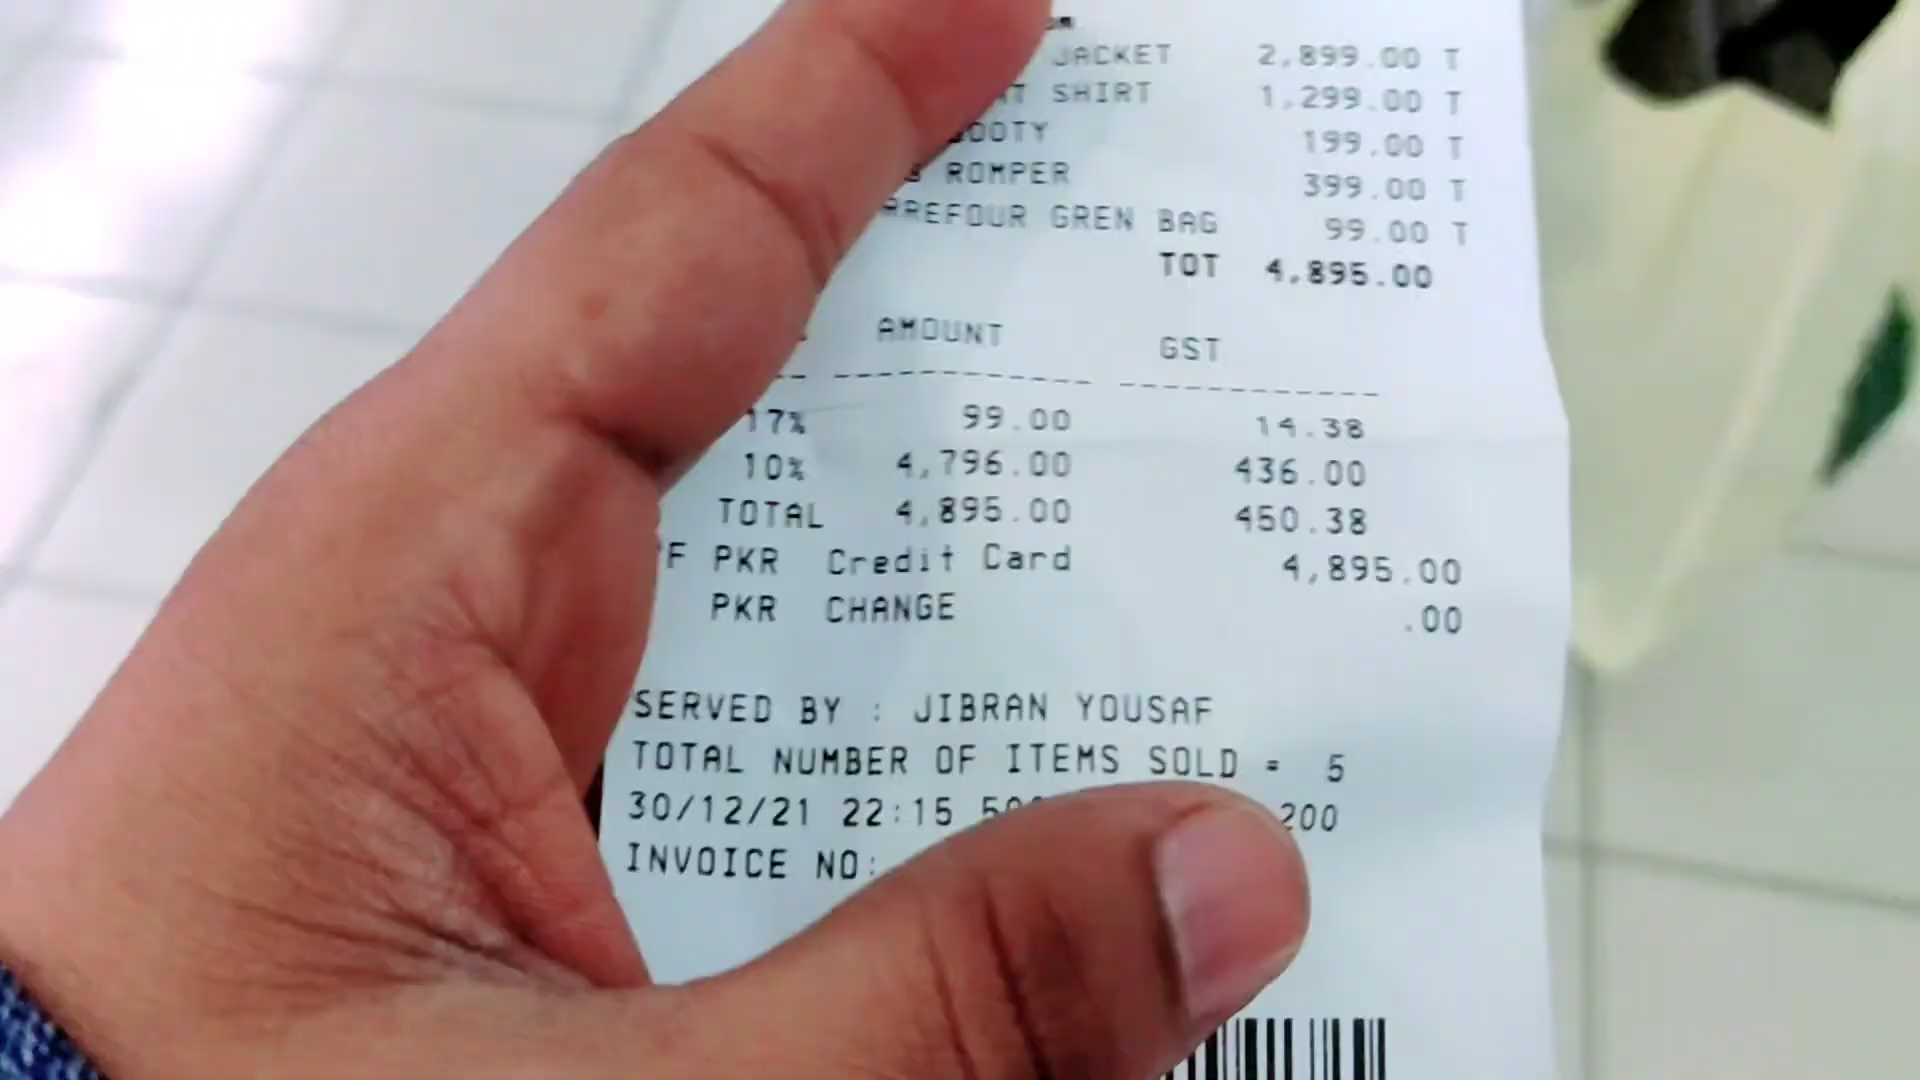 JACKET 2,899.00 T
SHIRT 1,299.00 T
199.00 T
ROMPER 399.00 T
GREN BAG 99.00 T
TOT 4,895.00
AMOUNT GST
17% 99.00 14.38
10% 4,796.00 436.00
TOTAL 4,895.00 450.38
PKR Credit Card 4,895.00
PKR CHANGE .00
SERVED BY : JIBRAN YOUSAF
TOTAL NUMBER OF ITEMS SOLD = 5
30/12/21 22:15 200
INVOICE NO: